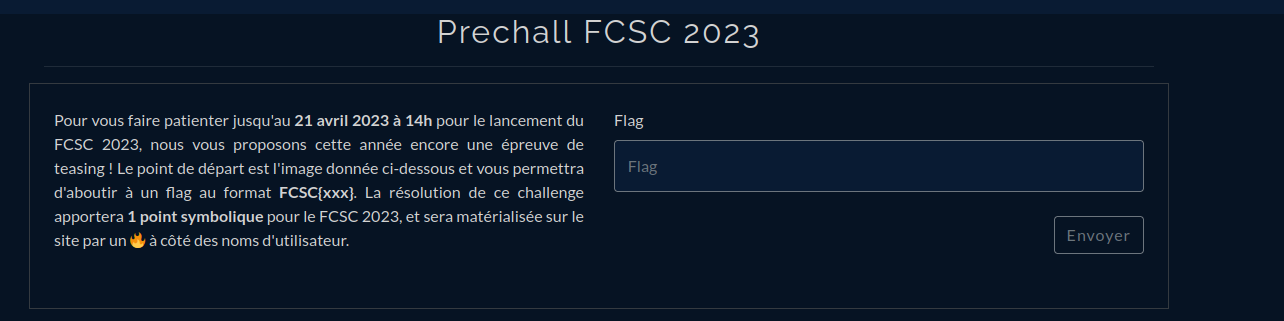 Prechall FCSC 2023
Pour vous faire patienter jusqu'au 21 avril 2023 à 14h pour le lancement du
FCSC 2023, nous vous proposons cette année encore une épreuve de
teasing ! Le point de départ est l'image donnée ci-dessous et vous permettra
d'aboutir à un flag au format FCSC{xxx}. La résolution de ce challenge
apportera 1 point symbolique pour le FCSC 2023, et sera matérialisée sur le
site par un 🔥 à côté des noms d'utilisateur.
Flag
Flag
Envoyer